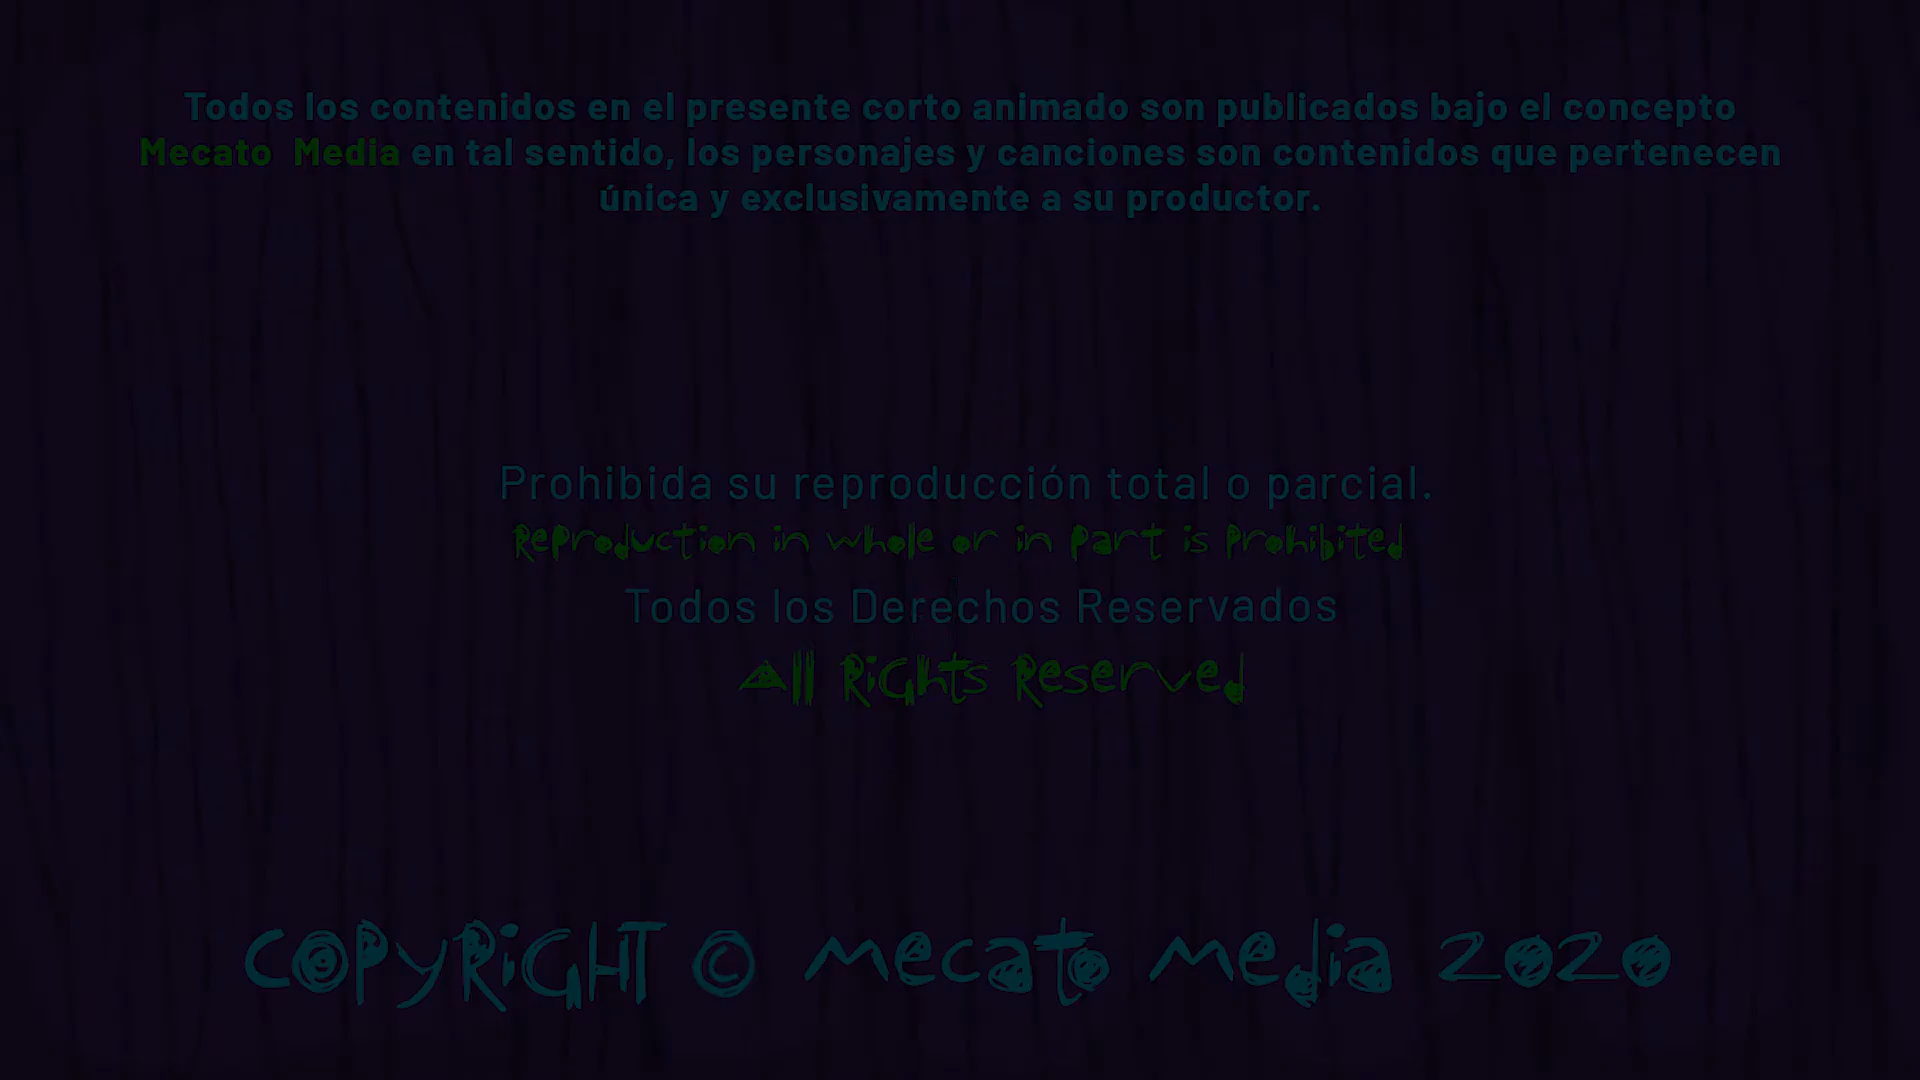 Todos los contenidos en el presente corto animado son publicados bajo el concepto
Mecato Media en tal sentido, los personajes y canciones son contenidos que pertenecen
única y exclusivamente a su productor.
Prohibida su reproducción total o parcial.
Reproduction in whole or in Part is Prohibited
Todos los Derechos Reservados
All Rights Reserved
COPYRIGHT © Mecato Media 2020